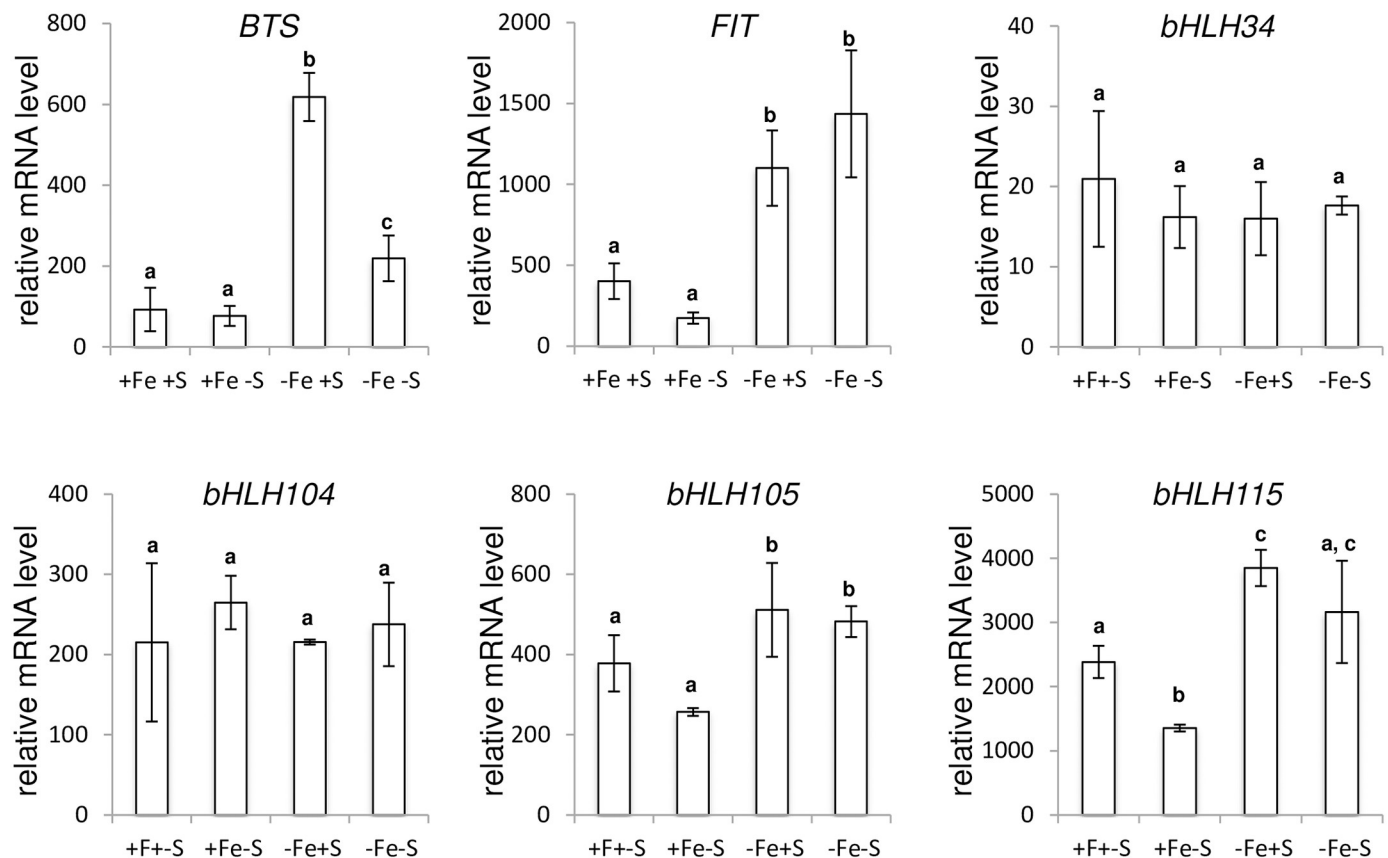 BTS
relative mRNA level
800
600
400
200
0
a
a
b
c
+Fe +S +Fe -S -Fe +S -Fe -S
FIT
relative mRNA level
2000
1500
1000
500
0
a
a
b
b
+Fe +S +Fe -S -Fe +S -Fe -S
bHLH34
relative mRNA level
40
30
20
10
0
a
a
a
a
+F+-S +Fe-S -Fe+S -Fe-S
bHLH104
relative mRNA level
400
300
200
100
0
a
a
a
a
+F+-S +Fe-S -Fe+S -Fe-S
bHLH105
relative mRNA level
800
600
400
200
0
a
a
b
b
+F+-S +Fe-S -Fe+S -Fe-S
bHLH115
relative mRNA level
5000
4000
3000
2000
1000
0
a
b
c
a, c
+F+-S +Fe-S -Fe+S -Fe-S